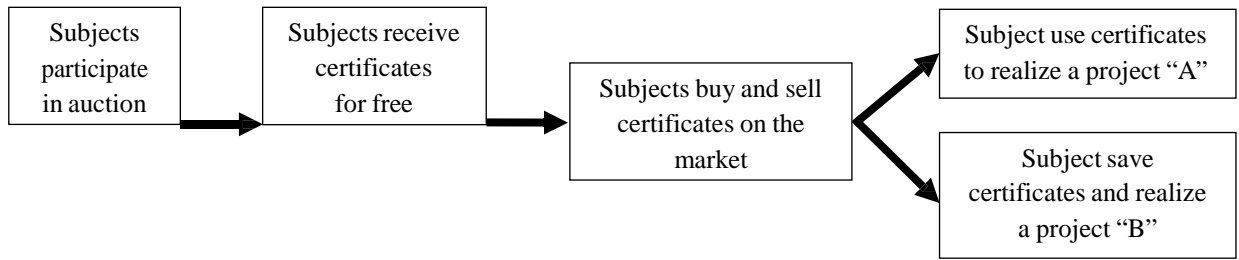 Subjects
participate
in auction
Subjects receive
certificates
for free
Subjects buy and sell
certificates on the
market
Subject use certificates
to realize a project “A”
Subject save
certificates and realize
a project “B”